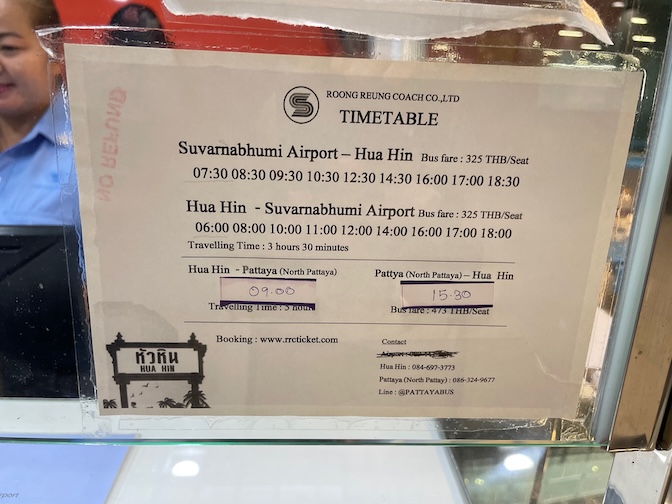 ROONG REUNG COACH CO.,LTD
TIMETABLE
NO REFUND
Suvarnabhumi Airport – Hua Hin Bus fare : 325 THB/Seat
07:30 08:30 09:30 10:30 12:30 14:30 16:00 17:00 18:30
Hua Hin - Suvarnabhumi Airport Bus fare : 325 THB/Seat
06:00 08:00 10:00 11:00 12:00 14:00 16:00 17:00 18:00
Travelling Time : 3 hours 30 minutes
Hua Hin - Pattaya (North Pattaya)
09.00
Travelling Time : 5 hours
Pattya (North Pattaya) – Hua Hin
15.30
Bus fare : 473 THB/Seat
Booking : www.rrcticket.com
Contact
Hua Hin : 084-697-3773
Pattaya (North Pattay) : 086-324-9677
Line : @PATTAYABUS
หัวหิน
HUA HIN